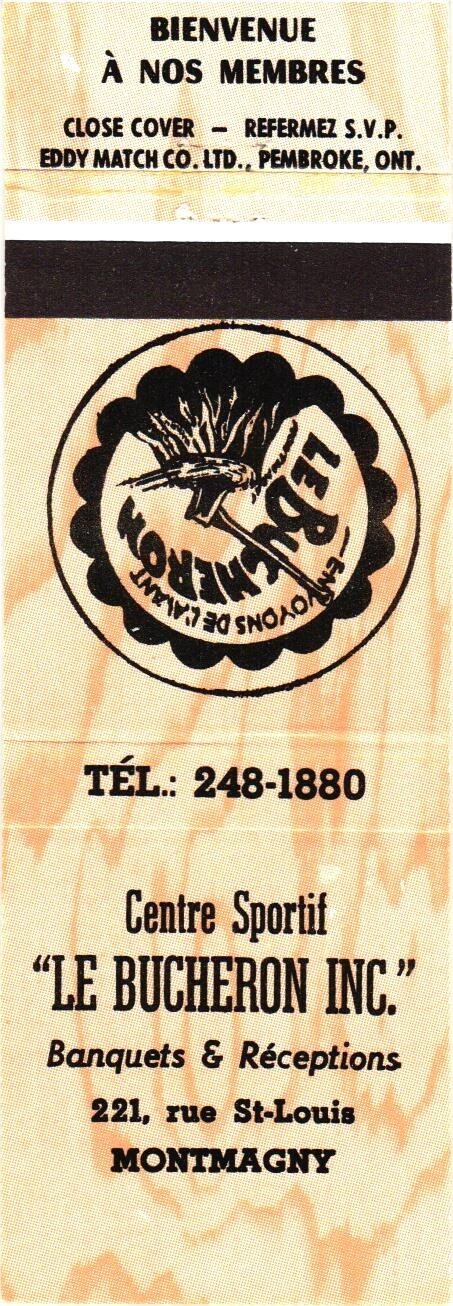 BIENVENUE
À NOS MEMBRES
CLOSE COVER — REFERMEZ S.V.P.
EDDY MATCH CO. LTD., PEMBROKE, ONT.
LE BUCHERON
— ENVOYONS DE L'AVANT
TÉL.: 248-1880
Centre Sportif
“LE BUCHERON INC.”
Banquets & Réceptions
221, rue St-Louis
MONTMAGNY